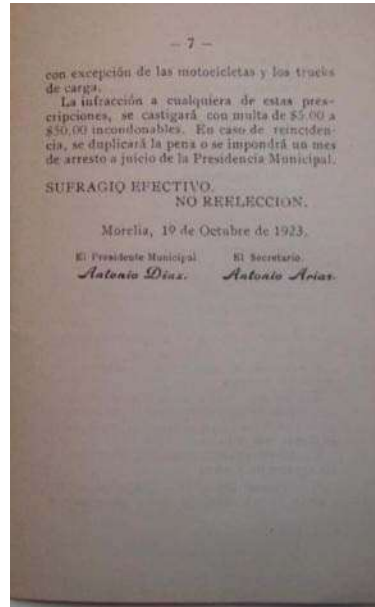 — 7 —
con excepción de las motocicletas y los trucks
de carga.
La infracción a cualquiera de estas pres-
cripciones, se castigará con multa de $5.00 a
$50.00 incondonables. En caso de reinciden-
cia, se duplicará la pena o se impondrá un mes
de arresto a juicio de la Presidencia Municipal.
SUFRAGIO EFECTIVO.
NO REELECCION.
Morelia, 19 de Octubre de 1923.
El Presidente Municipal El Secretario.
Antonio Díaz. Antonio Arias.